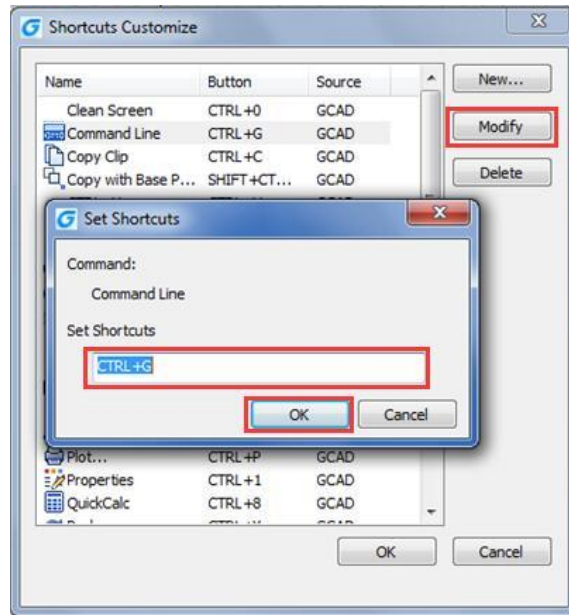 Shortcuts Customize
Name Button Source
Clean Screen CTRL+0 GCAD
Command Line CTRL+G GCAD
Copy Clip CTRL+C GCAD
Copy with Base P... SHIFT+CT... GCAD
New...
Modify
Delete
Set Shortcuts
Command:
Command Line
Set Shortcuts
CTRL+G
OK Cancel
Plot... CTRL+P GCAD
Properties CTRL+1 GCAD
QuickCalc CTRL+8 GCAD
OK Cancel